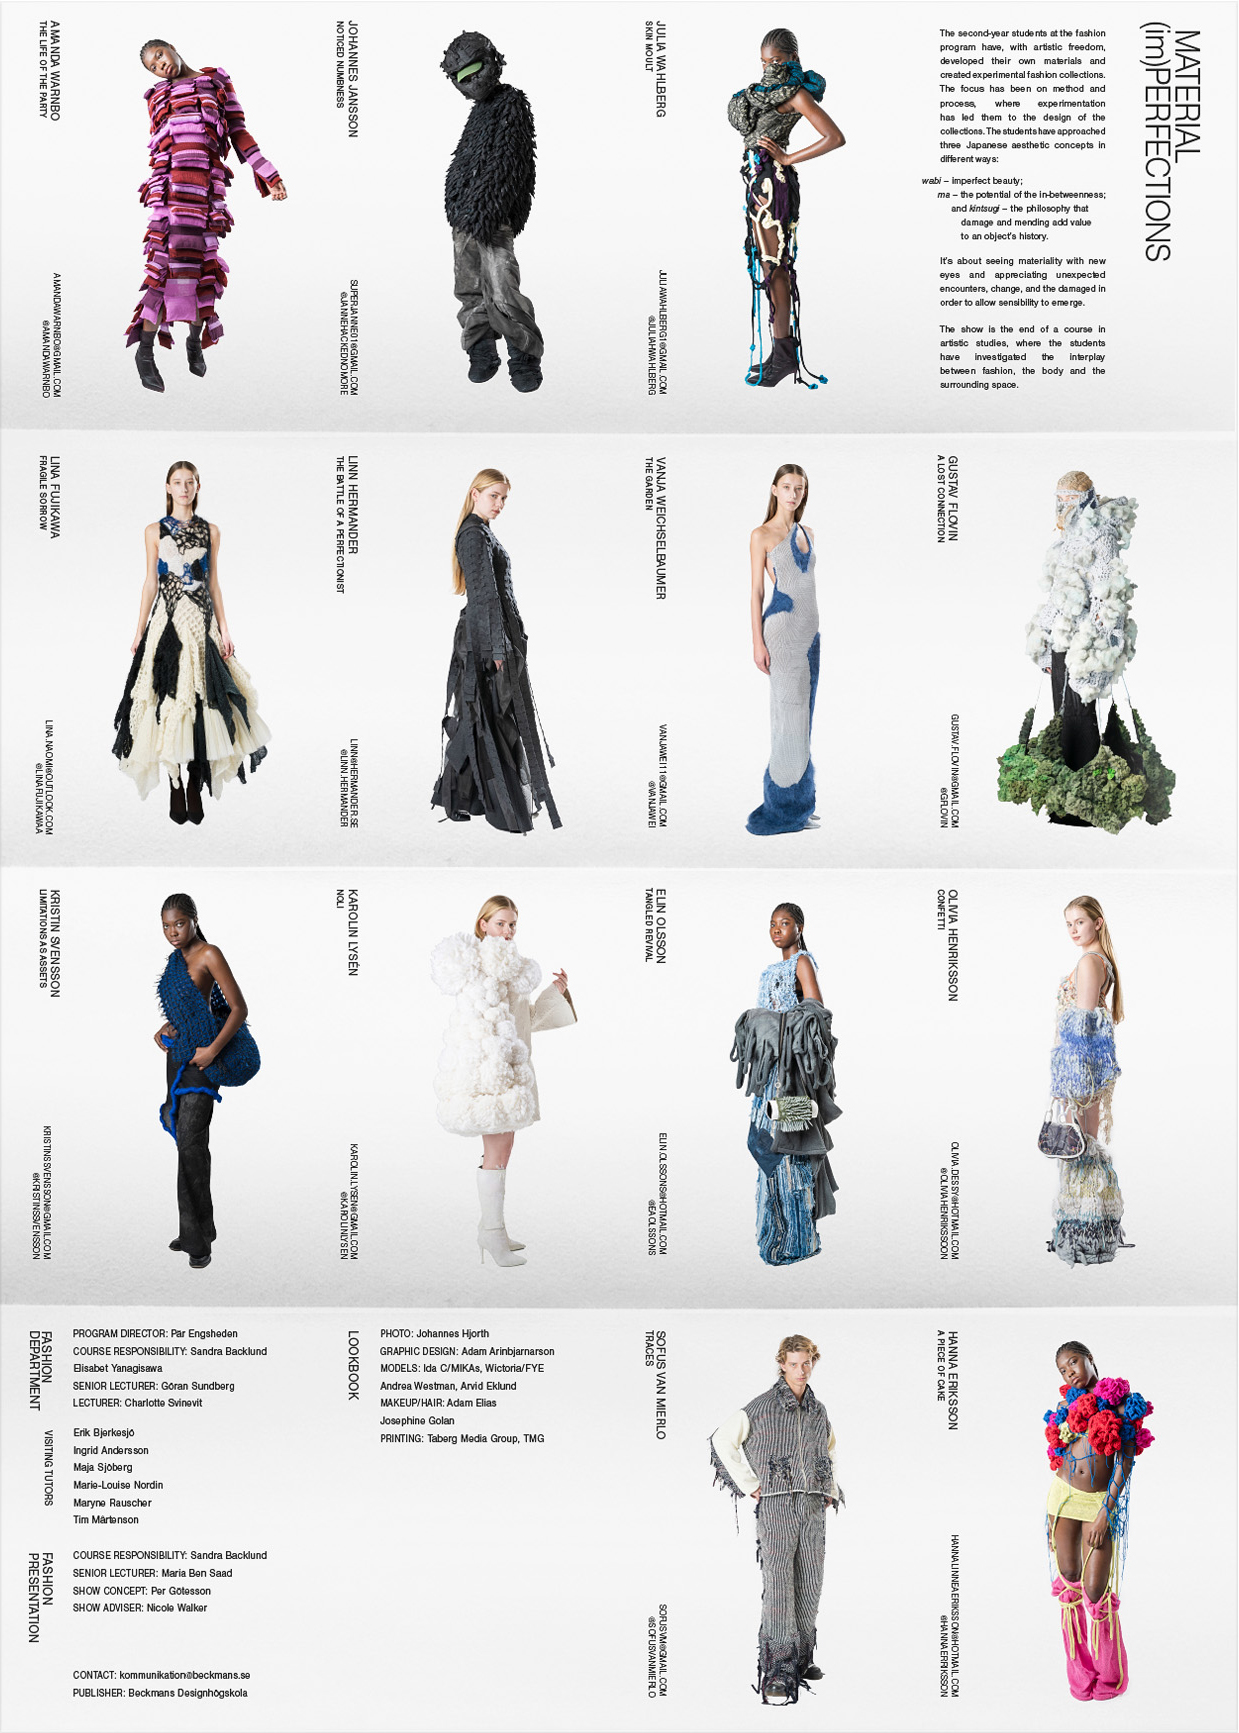 AMANDA WARNBO
THE LIFE OF THE PARTY
AMANDAWARNBO@GMAIL.COM
@AMANDAWARNBO
JOHANNES JANSSON
NOTICED NUMBNESS
SUPERJANNE01@GMAIL.COM
@JANNEHACKEDNOMORE
JULIA WAHLBERG
SKIN MOULT
JULIAWAHLBERG1@GMAIL.COM
@JULIAHWAHLBERG
The second-year students at the fashion
program have, with artistic freedom,
developed their own materials and
created experimental fashion collections.
The focus has been on method and
process, where experimentation
has led them to the design of the
collections. The students have approached
three Japanese aesthetic concepts in
different ways:
wabi – imperfect beauty;
ma – the potential of the in-betweenness;
and kintsugi – the philosophy that
damage and mending add value
to an object's history.
It's about seeing materiality with new
eyes and appreciating unexpected
encounters, change, and the damaged in
order to allow sensibility to emerge.
The show is the end of a course in
artistic studies, where the students
have investigated the interplay
between fashion, the body and the
surrounding space.
MATERIAL
(im)PERFECTIONS
LINA FUJIKAWA
FRAGILE SORROW
LINA.NAOMI@OUTLOOK.COM
@LINAFUJIKAWAA
LINN HERMANDER
THE BATTLE OF A PERFECTIONIST
LINN@HERMANDER.SE
@LINN.HERMANDER
VANJA WEICHSELBAUMER
THE GARDEN
VANJAWEI11@GMAIL.COM
@VANJAWEI
GUSTAV FLOVIN
A LOST CONNECTION
GUSTAV.FLOVIN@GMAIL.COM
@GFLOVIN
KRISTIN SVENSSON
LIMITATIONS AS ASSETS
KRISTINSSVENSSON@GMAIL.COM
@KRISTINSSVENSSON
KAROLIN LYSÉN
NOLI
KAROLIN.LYSEN@GMAIL.COM
@KAROLINLYSEN
ELIN OLSSON
TANGLED REVIVAL
ELIN.OLSSONS@HOTMAIL.COM
@EAOLSSONS
OLIVIA HENRIKSSON
CONFETTI
OLIVIA.DESSY@HOTMAIL.COM
@OLIVIAHENRIKSSOON
FASHION
DEPARTMENT
PROGRAM DIRECTOR: Pär Engsheden
COURSE RESPONSIBILITY: Sandra Backlund
Elisabet Yanagisawa
SENIOR LECTURER: Göran Sundberg
LECTURER: Charlotte Svinevit
VISITING TUTORS
Erik Bjerkesjö
Ingrid Andersson
Maja Sjöberg
Marie-Louise Nordin
Maryne Rauscher
Tim Mårtenson
FASHION
PRESENTATION
COURSE RESPONSIBILITY: Sandra Backlund
SENIOR LECTURER: Maria Ben Saad
SHOW CONCEPT: Per Götesson
SHOW ADVISER: Nicole Walker
CONTACT: kommunikation@beckmans.se
PUBLISHER: Beckmans Designhögskola
LOOKBOOK
PHOTO: Johannes Hjorth
GRAPHIC DESIGN: Adam Arinbjarnarson
MODELS: Ida C/MIKAs, Wictoria/FYE
Andrea Westman, Arvid Eklund
MAKEUP/HAIR: Adam Elias
Josephine Golan
PRINTING: Taberg Media Group, TMG
SOFUS VAN MIERLO
TRACES
SOFUSVM@GMAIL.COM
@SOFUSVANMIERLO
HANNA ERIKSSON
A PIECE OF CAKE
HANNALINNEAERIKSSON@HOTMAIL.COM
@HANNAERRIKSSON